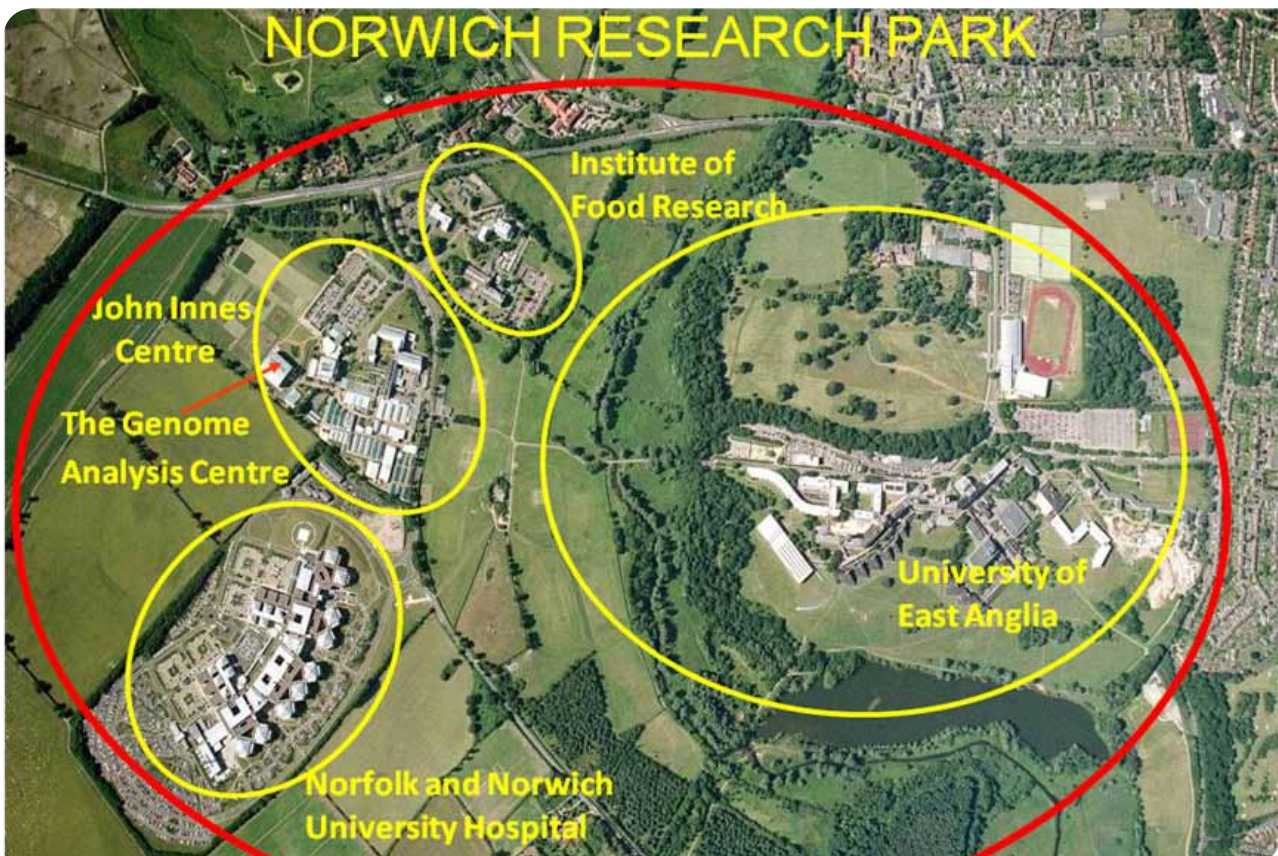 NORWICH RESEARCH PARK
Institute of
Food Research
John Innes
Centre
The Genome
Analysis Centre
University of
East Anglia
Norfolk and Norwich
University Hospital